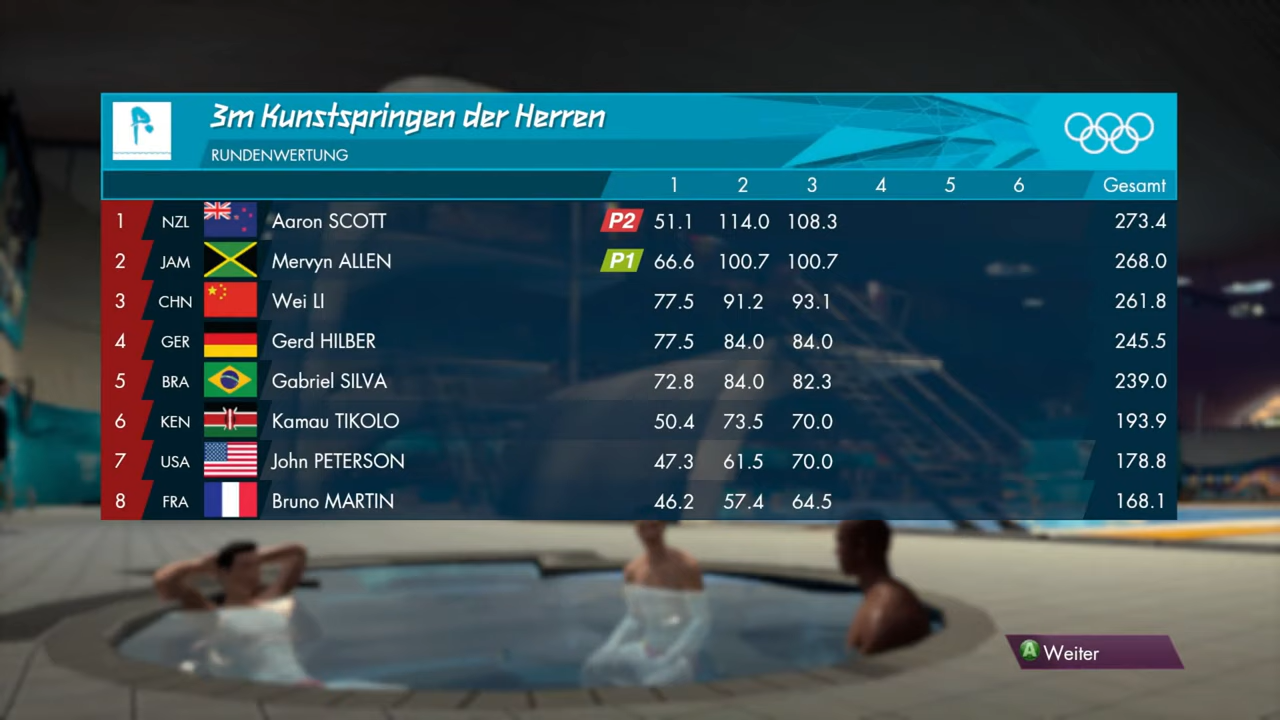 3m Kunstspringen der Herren
RUNDENWERTUNG
1 2 3 4 5 6 Gesamt
1 NZL Aaron SCOTT P2 51.1 114.0 108.3 273.4
2 JAM Mervyn ALLEN P1 66.6 100.7 100.7 268.0
3 CHN Wei LI 77.5 91.2 93.1 261.8
4 GER Gerd HILBER 77.5 84.0 84.0 245.5
5 BRA Gabriel SILVA 72.8 84.0 82.3 239.0
6 KEN Kamau TIKOLO 50.4 73.5 70.0 193.9
7 USA John PETERSON 47.3 61.5 70.0 178.8
8 FRA Bruno MARTIN 46.2 57.4 64.5 168.1
A Weiter